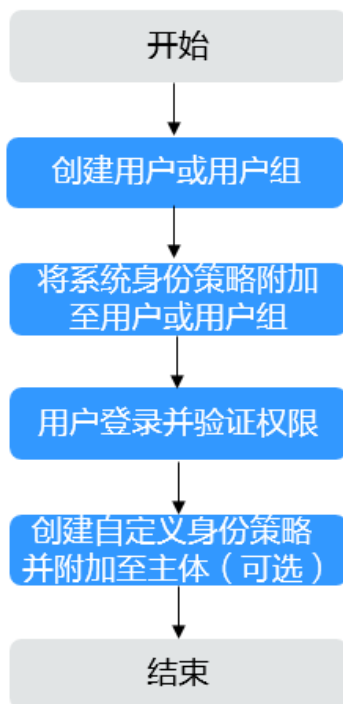 开始
创建用户或用户组
将系统身份策略附加
至用户或用户组
用户登录并验证权限
创建自定义身份策略
并附加至主体（可选）
结束